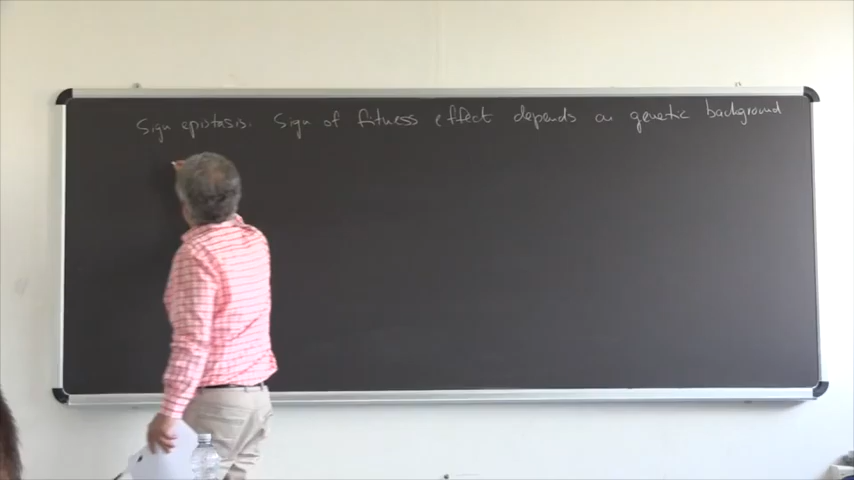 Sign epistasis: Sign of fitness effect depends on genetic background